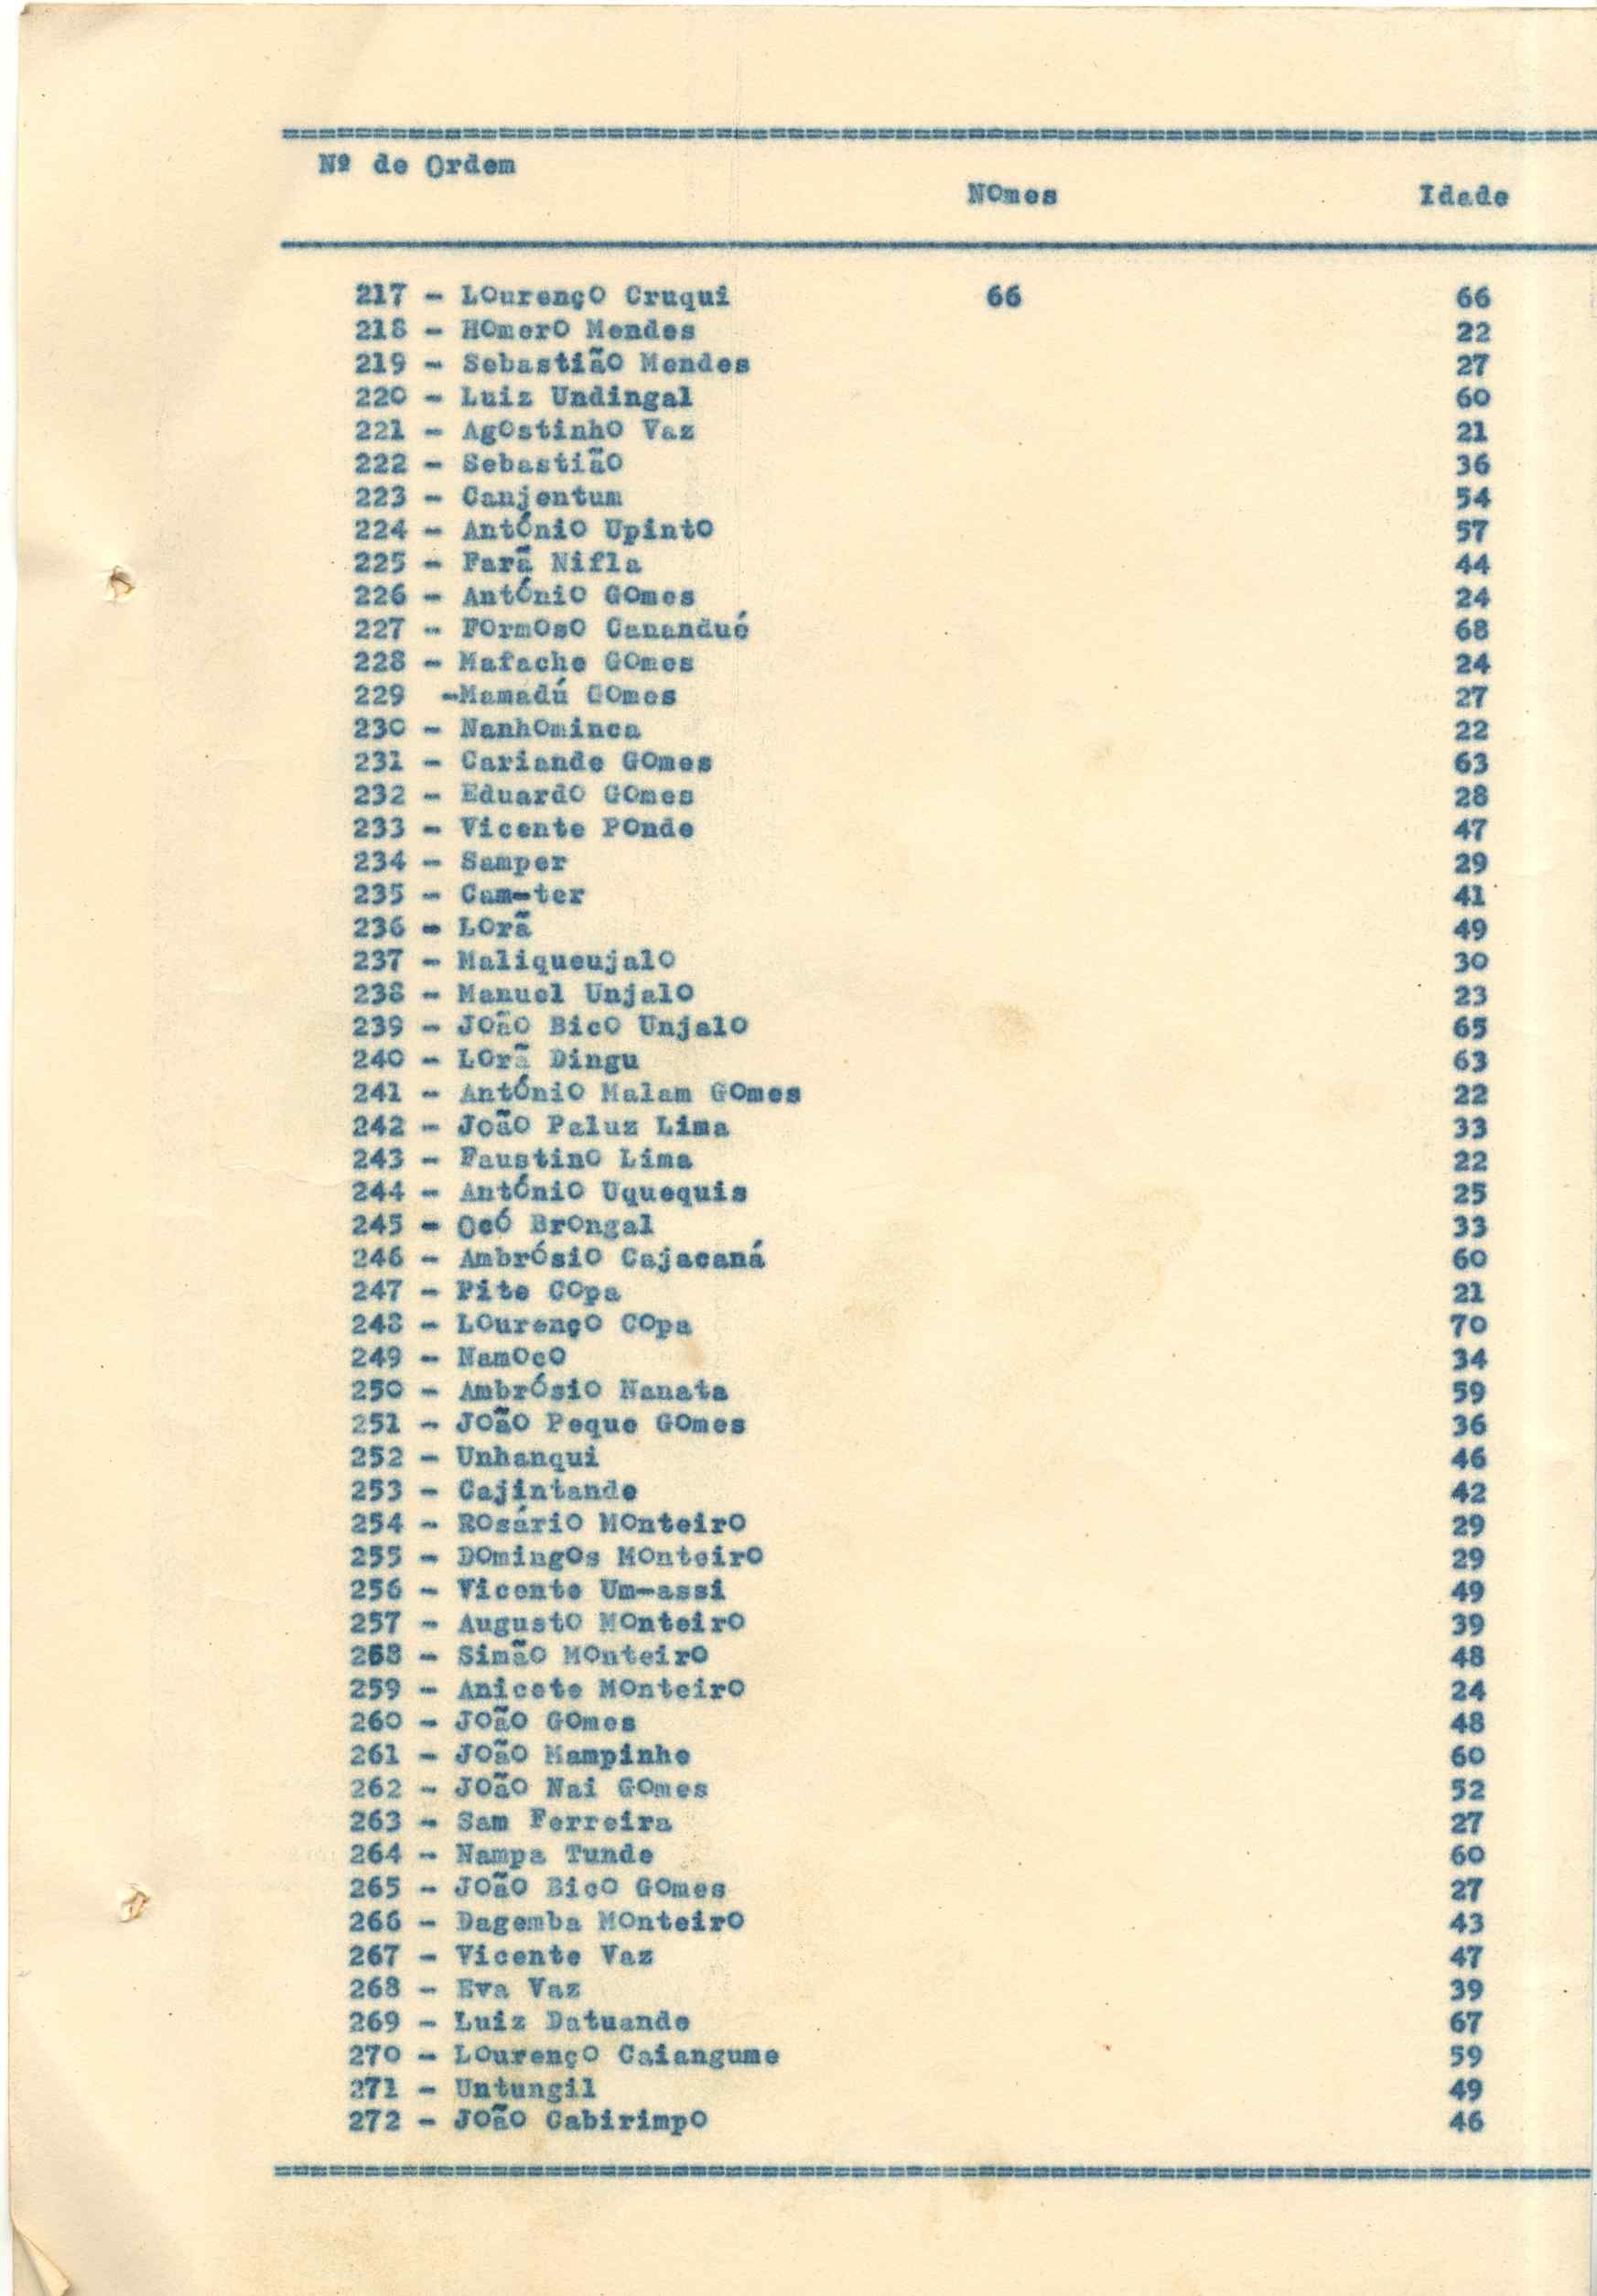 Nº de Ordem
Nomes Idade
217 - Lourenço Cruqui 66 66
218 - Homero Mendes 22
219 - Sebastião Mendes 27
220 - Luiz Undingal 60
221 - Agostinho Vaz 21
222 - Sebastião 36
223 - Canjentum 54
224 - António Upinto 57
225 - Farã Nifla 44
226 - António Gomes 24
227 - Formoso Canandué 68
228 - Mafache Gomes 24
229 -Mamadú Gomes 27
230 - Nanhominca 22
231 - Cariande Gomes 63
232 - Eduardo Gomes 28
233 - Vicente Ponde 47
234 - Samper 29
235 - Cam-ter 41
236 - Lorã 49
237 - Maliqueujalo 30
238 - Manuel Unjalo 23
239 - João Bico Unjalo 65
240 - Lorã Dingu 63
241 - António Malam Gomes 22
242 - João Paluz Lima 33
243 - Faustino Lima 22
244 - António Uquequis 25
245 - Ocó Brongal 33
246 - Ambrósio Cajacaná 60
247 - Pite Copa 21
248 - Lourenço Copa 70
249 - Namoco 34
250 - Ambrósio Nanata 59
251 - João Peque Gomes 36
252 - Unhanqui 46
253 - Cajintande 42
254 - Rosário Monteiro 29
255 - Domingos Monteiro 29
256 - Vicente Um-assi 49
257 - Augusto Monteiro 39
258 - Simão Monteiro 48
259 - Anicete Monteiro 24
260 - João Gomes 48
261 - João Mampinhe 60
262 - João Nai Gomes 52
263 - Sam Ferreira 27
264 - Nampa Tunde 60
265 - João Bico Gomes 27
266 - Dagemba Monteiro 43
267 - Vicente Vaz 47
268 - Eva Vaz 39
269 - Luiz Datuande 67
270 - Lourenço Caiangume 59
271 - Untungil 49
272 - João Cabirimpo 46